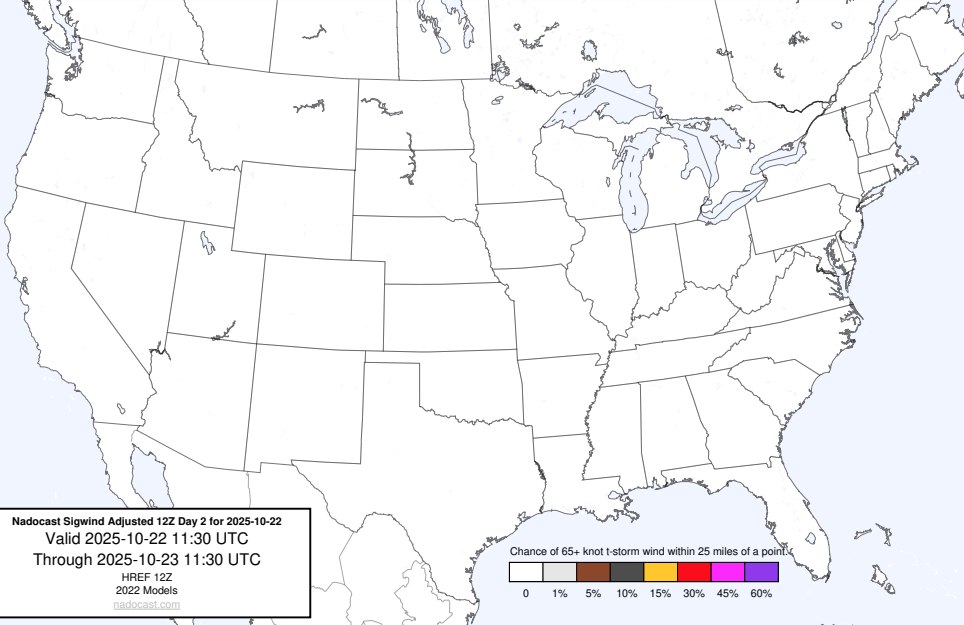 Nadocast Sigwind Adjusted 12Z Day 2 for 2025-10-22
Valid 2025-10-22 11:30 UTC
Through 2025-10-23 11:30 UTC
HREF 12Z
2022 Models
nadocast.com
Chance of 65+ knot t-storm wind within 25 miles of a point.
0 1% 5% 10% 15% 30% 45% 60%